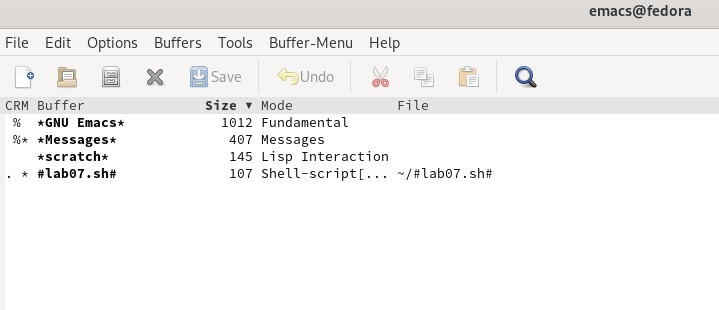 emacs@fedora
File Edit Options Buffers Tools Buffer-Menu Help
Save Undo
CRM Buffer Size ▼ Mode File
% *GNU Emacs* 1012 Fundamental
%* *Messages* 407 Messages
*scratch* 145 Lisp Interaction
. * #lab07.sh# 107 Shell-script[... ~/#lab07.sh#